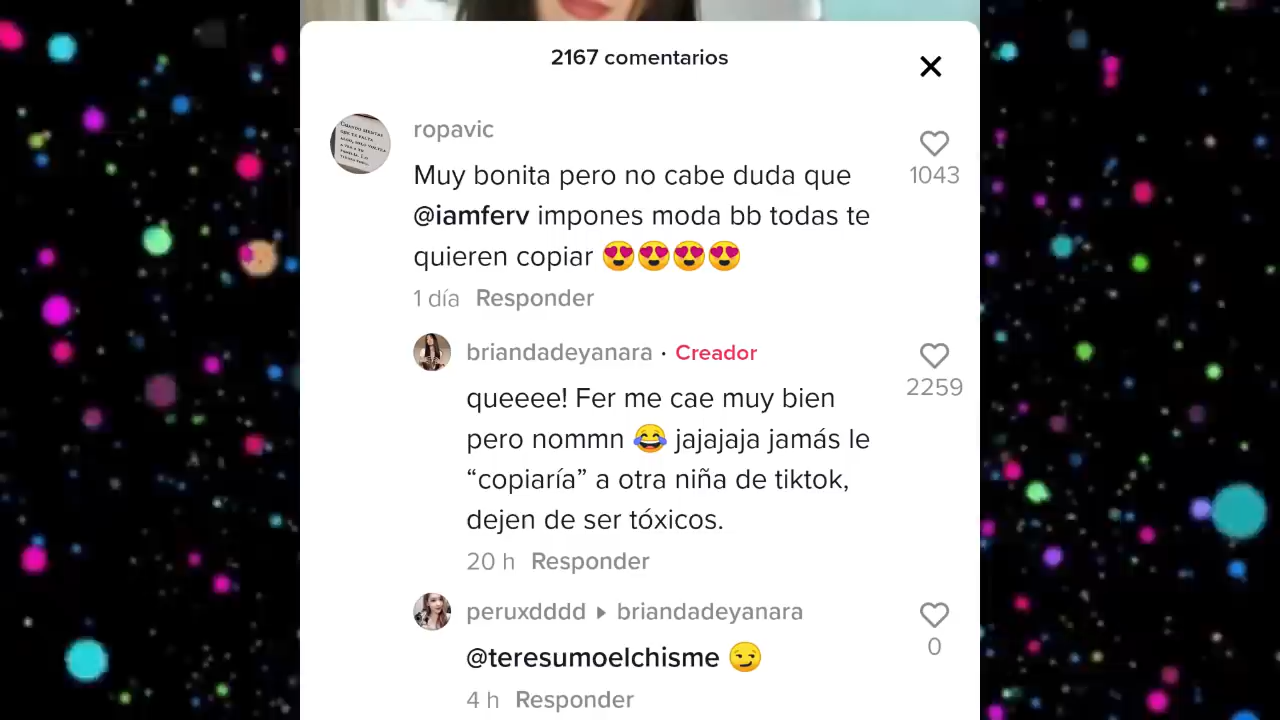 2167 comentarios
ropavic
1043
Muy bonita pero no cabe duda que
@iamferv impones moda bb todas te
quieren copiar 😍😍😍😍
1 día Responder
briandadeyanara · Creador
2259
queeee! Fer me cae muy bien
pero nommn 😂 jajajaja jamás le
“copiaría” a otra niña de tiktok,
dejen de ser tóxicos.
20 h Responder
peruxdddd ▸ briandadeyanara
0
@teresumoelchisme 😏
4 h Responder